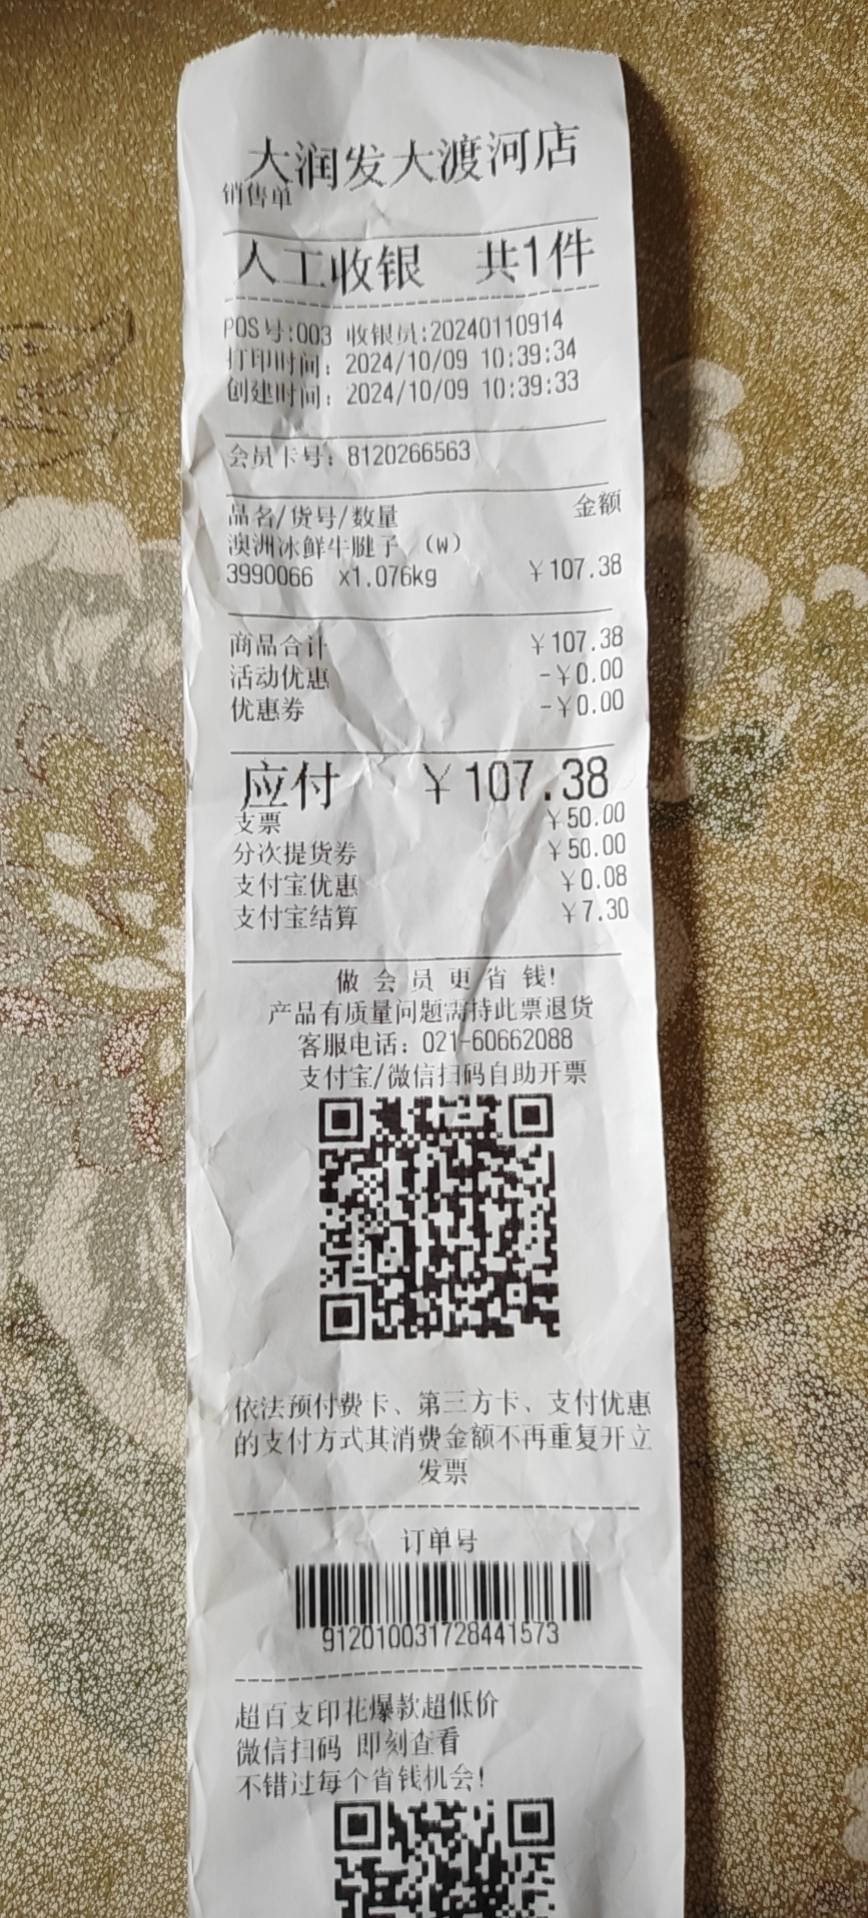 大润发大渡河店
销售单
人工收银 共1件
POS号:003 收银员:20240110914
打印时间: 2024/10/09 10:39:34
创建时间: 2024/10/09 10:39:33
会员卡号: 8120266563
品名/货号/数量 金额
澳洲冰鲜牛腱子 (W)
3990066 x1.076kg ￥107.38
商品合计 ￥107.38
活动优惠 -￥0.00
优惠券 -￥0.00
应付 ￥107.38
支票 ￥50.00
分次提货券 ￥50.00
支付宝优惠 ￥0.08
支付宝结算 ￥7.30
做 会 员 更 省 钱!
产品有质量问题需持此票退货
客服电话: 021-60662088
支付宝/微信扫码自助开票
依法预付费卡、第三方卡、支付优惠
的支付方式其消费金额不再重复开立
发票
订单号
912010031728441573
超百支印花爆款超低价
微信扫码 即刻查看
不错过每个省钱机会!